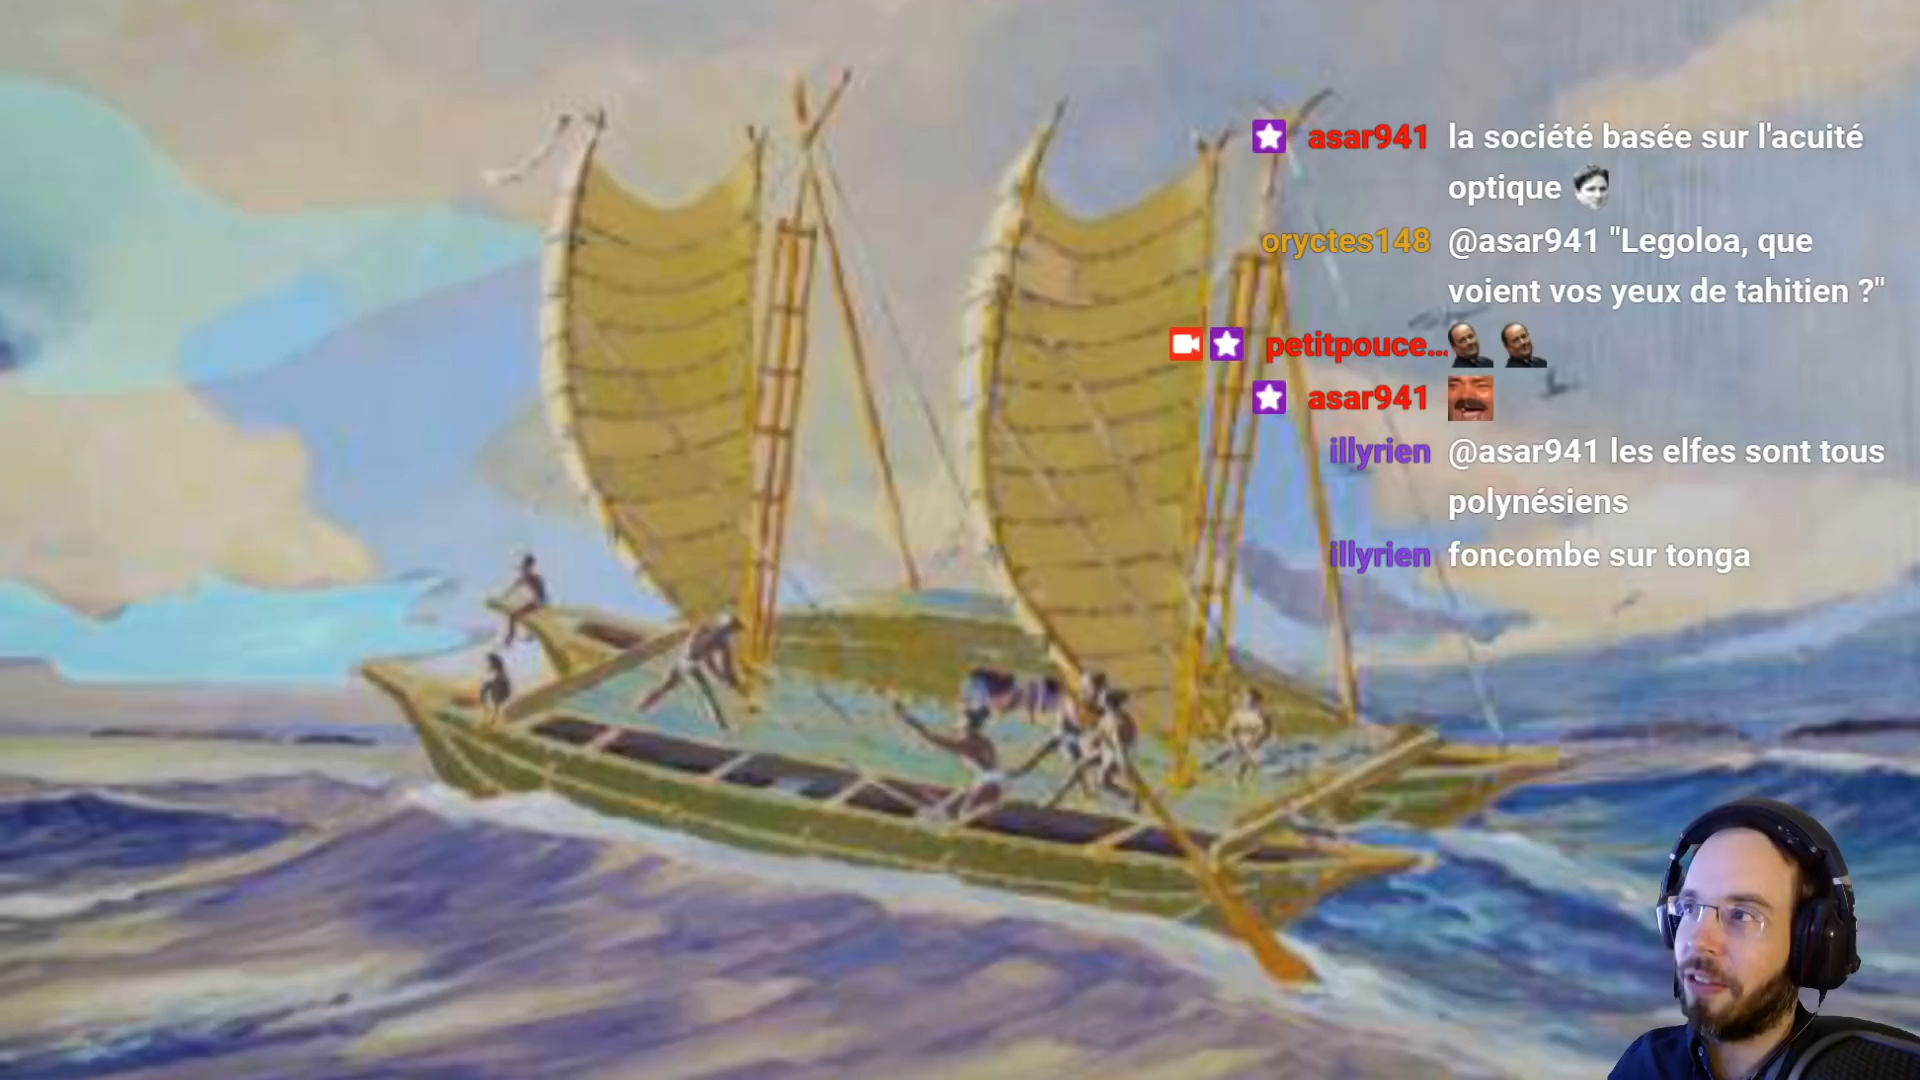 asar941 la société basée sur l'acuité
optique
oryctes148 @asar941 "Legoloa, que
voient vos yeux de tahitien ?"
petitpouce...
asar941
illyrien @asar941 les elfes sont tous
polynésiens
illyrien foncombe sur tonga